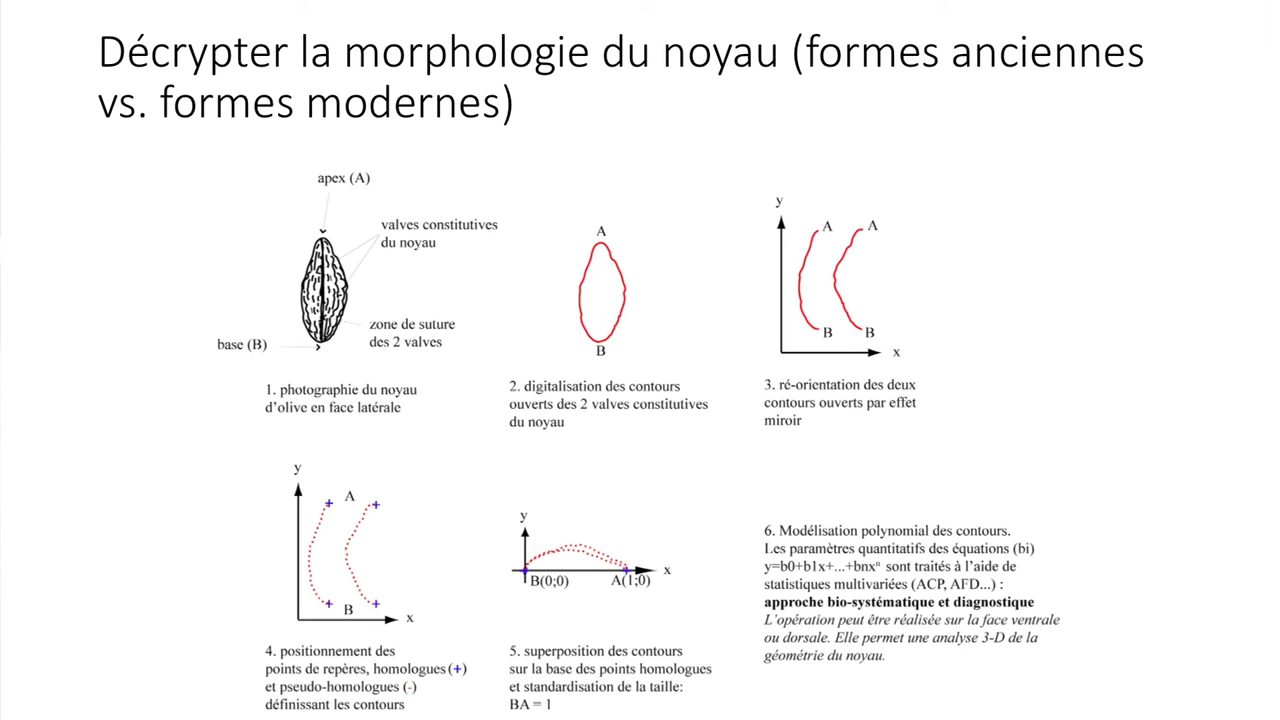 Décrypter la morphologie du noyau (formes anciennes
vs. formes modernes)
apex (A)
valves constitutives
du noyau
zone de suture
des 2 valves
base (B)
1. photographie du noyau
d'olive en face latérale
A
B
2. digitalisation des contours
ouverts des 2 valves constitutives
du noyau
y
A
A
B
B
x
3. ré-orientation des deux
contours ouverts par effet
miroir
y
A
B
x
4. positionnement des
points de repères, homologues (+)
et pseudo-homologues (-)
définissant les contours
y
x
B(0;0)
A(1;0)
5. superposition des contours
sur la base des points homologues
et standardisation de la taille:
BA = 1
6. Modélisation polynomial des contours.
Les paramètres quantitatifs des équations (bi)
y=b0+b1x+...+bnxⁿ sont traités à l'aide de
statistiques multivariées (ACP, AFD...) :
approche bio-systématique et diagnostique
L'opération peut être réalisée sur la face ventrale
ou dorsale. Elle permet une analyse 3-D de la
géométrie du noyau.